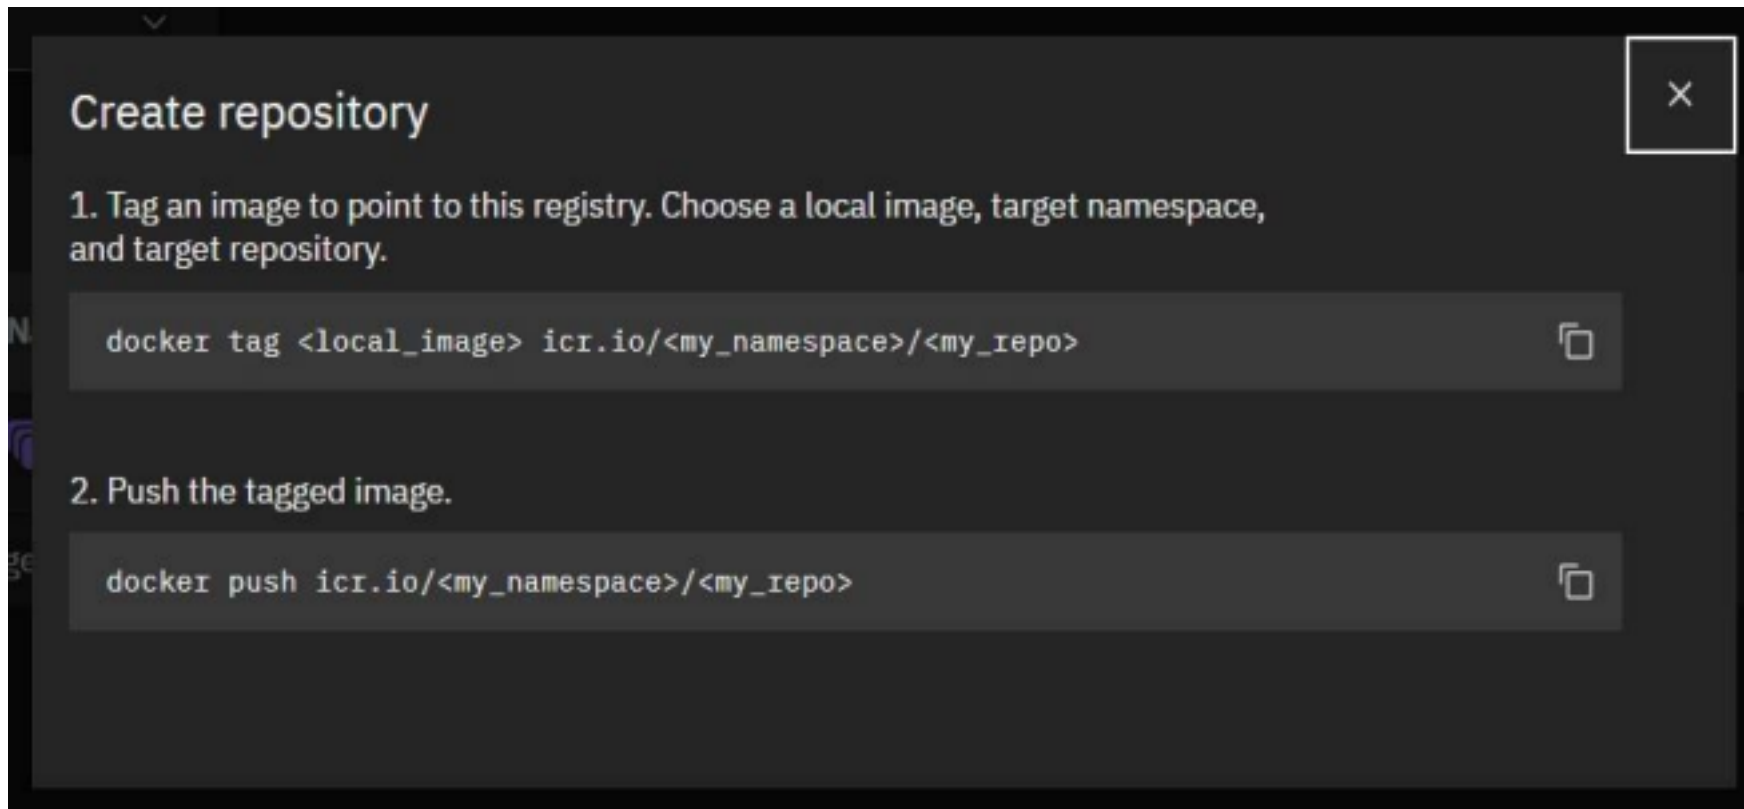 Create repository
1. Tag an image to point to this registry. Choose a local image, target namespace,
and target repository.
docker tag <local_image> icr.io/<my_namespace>/<my_repo>
2. Push the tagged image.
docker push icr.io/<my_namespace>/<my_repo>